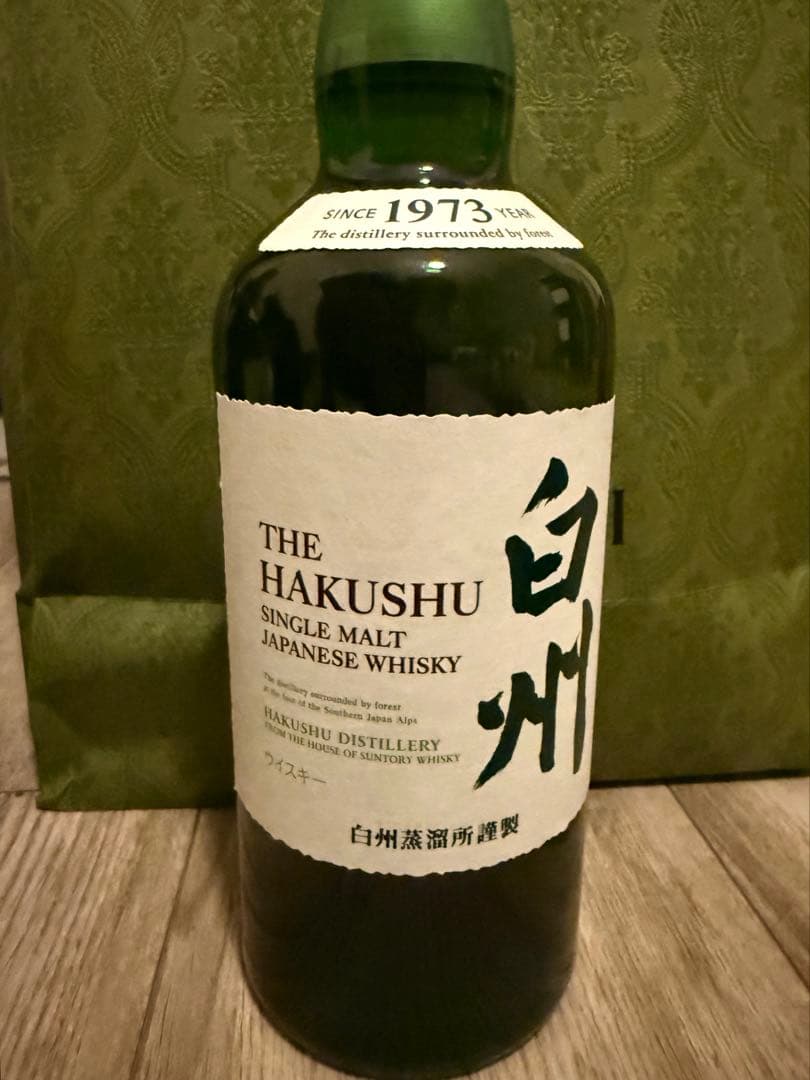 SINCE 1973 YEAR
The distillery surrounded by forest
THE
HAKUSHU
SINGLE MALT
JAPANESE WHISKY
白州
The distillery surrounded by forest
at the foot of the Southern Japan Alps
HAKUSHU DISTILLERY
FROM THE HOUSE OF SUNTORY WHISKY
ウイスキー
白州蒸溜所謹製